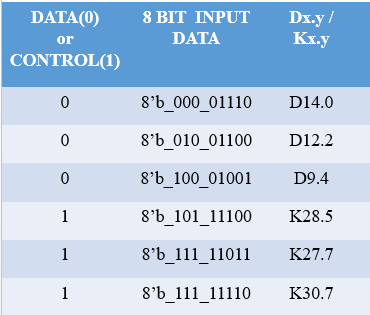 DATA(0) 8 BIT INPUT Dx.y /
or DATA Kx.y
CONTROL(1)
0 8’b_000_01110 D14.0
0 8’b_010_01100 D12.2
0 8’b_100_01001 D9.4
1 8’b_101_11100 K28.5
1 8’b_111_11011 K27.7
1 8’b_111_11110 K30.7